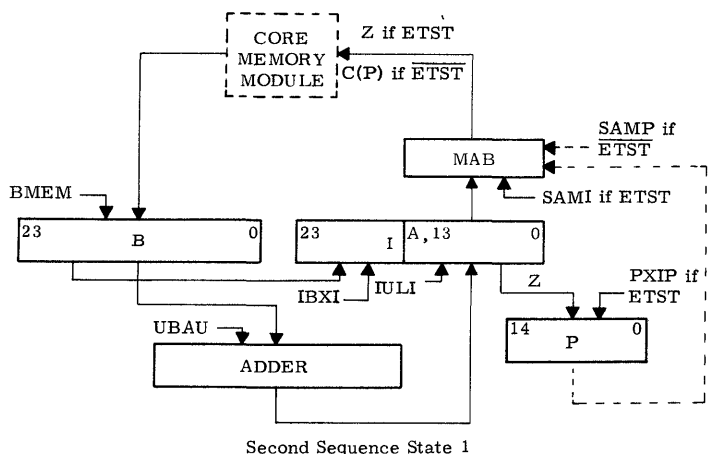 Z if ETST
CORE
MEMORY
MODULE
C(P) if ETST
SAMP if
ETST
MAB
SAMI if ETST
BMEM
23 B 0
23 I A,13 0
IBXI
IULI
Z
PXIP if
ETST
UBAU
14 P 0
ADDER
Second Sequence State 1